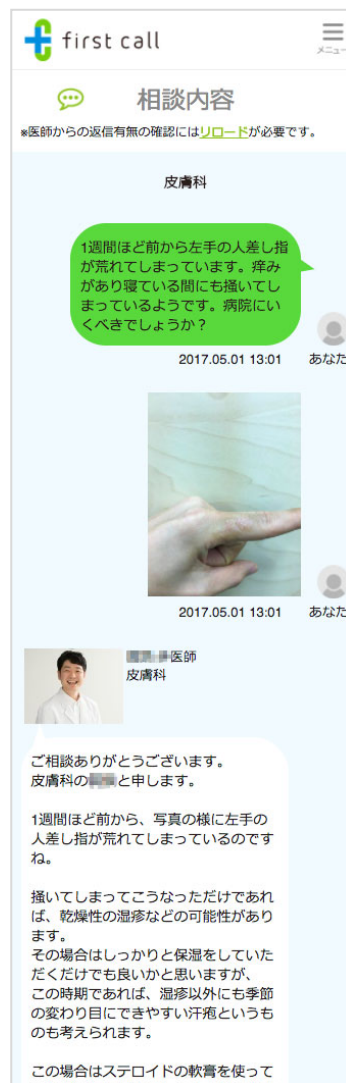 first call
メニュー
相談内容
※医師からの返信有無の確認にはリロードが必要です。
皮膚科
1週間ほど前から左手の人差し指
が荒れてしまっています。痒み
があり寝ている間にも掻いてし
まっているようです。病院にい
くべきでしょうか？
2017.05.01 13:01
あなた
2017.05.01 13:01
あなた
医師
皮膚科
ご相談ありがとうございます。
皮膚科の と申します。
1週間ほど前から、写真の様に左手の
人差し指が荒れてしまっているのです
ね。
掻いてしまってこうなっただけであれ
ば、乾燥性の湿疹などの可能性があり
ます。
その場合はしっかりと保湿をしていた
だくだけでも良いかと思いますが、
この時期であれば、湿疹以外にも季節
の変わり目にできやすい汗疱というも
のも考えられます。
この場合はステロイドの軟膏を使って